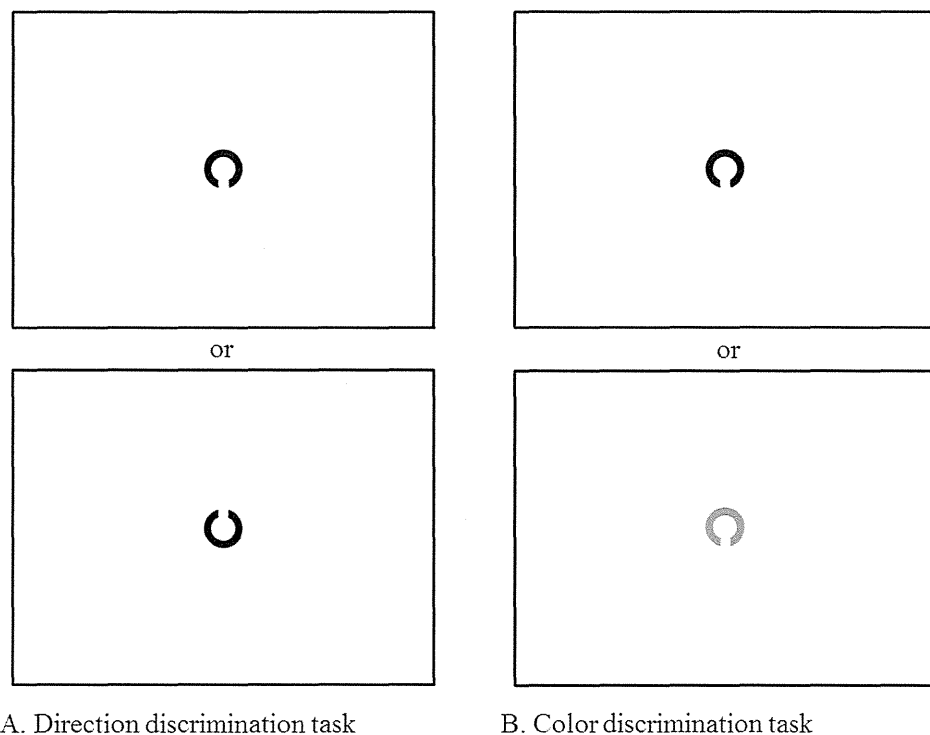 or
or
A. Direction discrimination task
B. Color discrimination task